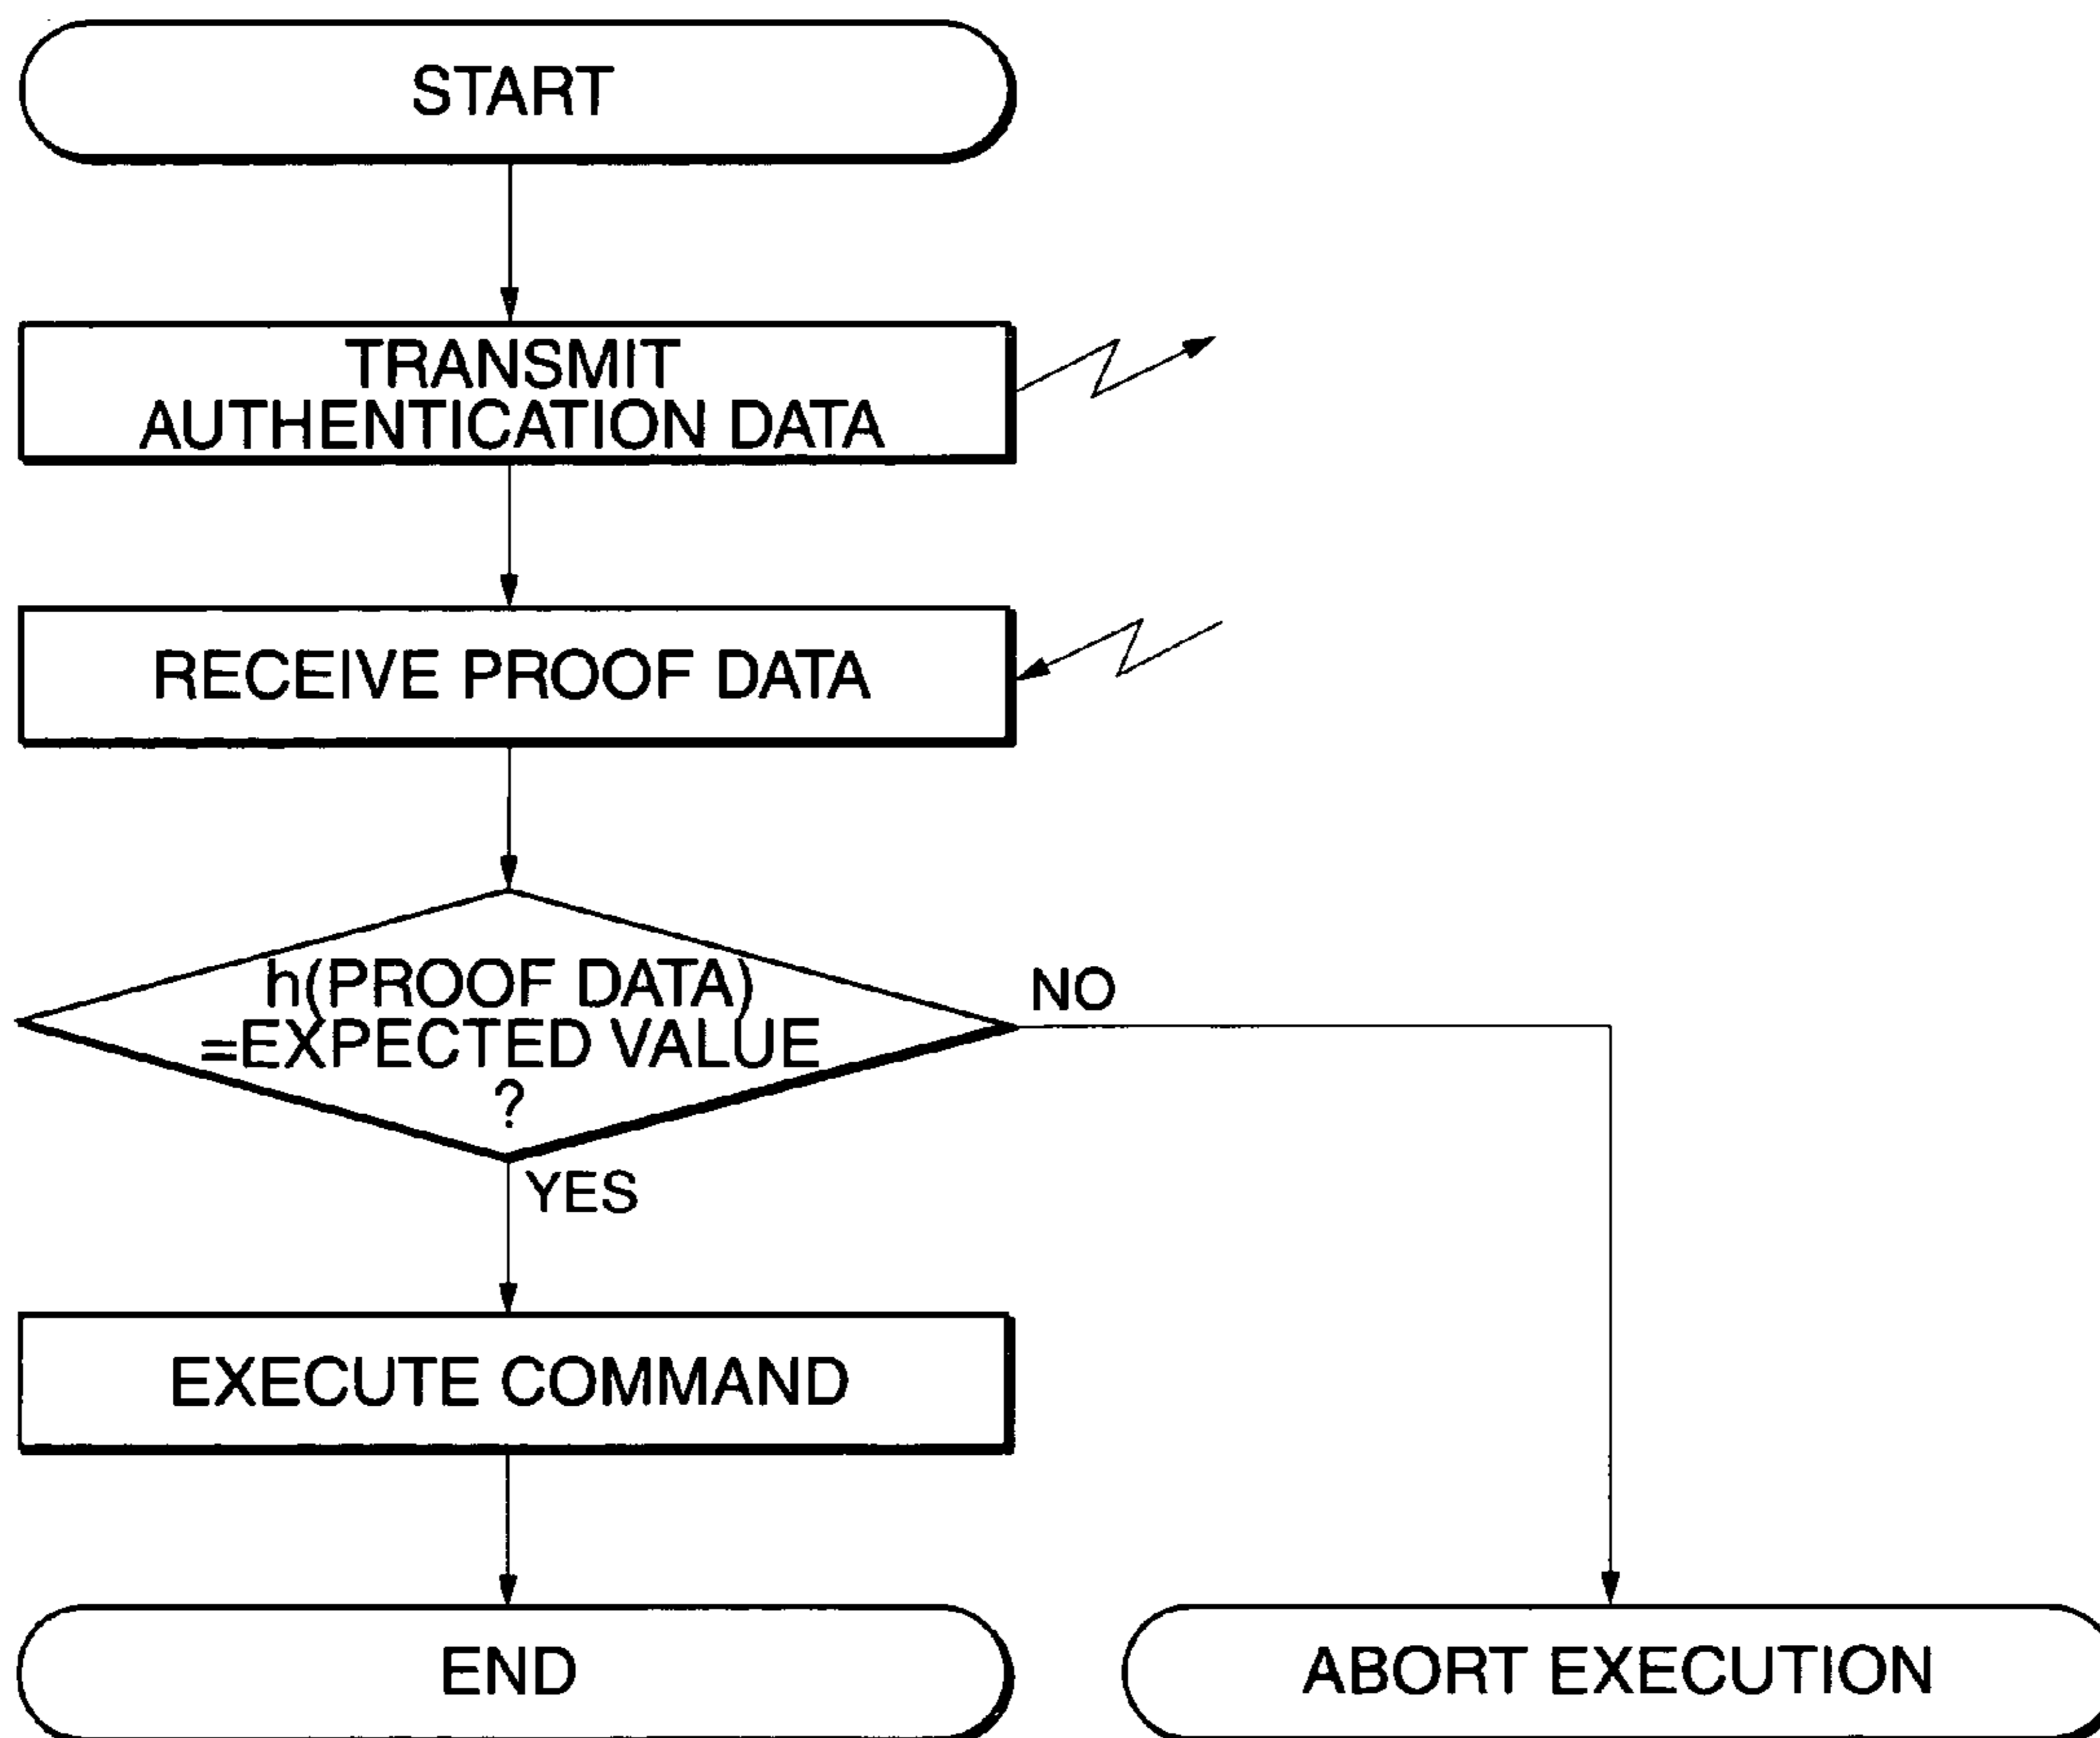 START
TRANSMIT
AUTHENTICATION DATA
RECEIVE PROOF DATA
h(PROOF DATA)
=EXPECTED VALUE
?
NO
YES
EXECUTE COMMAND
END
ABORT EXECUTION